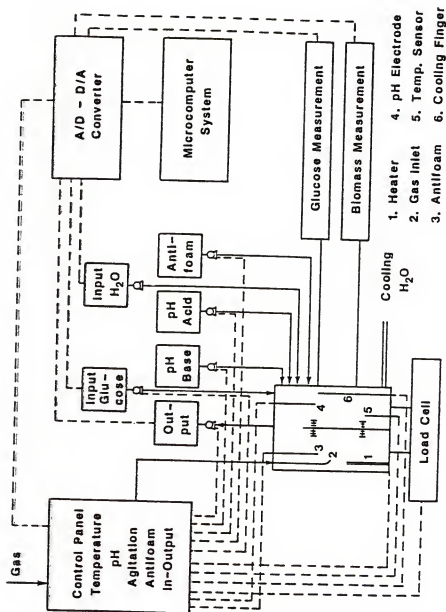 Gas
Control Panel
Temperature
pH
Agitation
Antifoam
In-Output
A/D – D/A
Converter
Microcomputer
System
Out-
put
Input
Glu-
cose
pH
Base
Input
H₂O
pH
Acid
Anti-
foam
Glucose Measurement
Biomass Measurement
1
2
3
4
5
6
Cooling
H₂O
Load Cell
1. Heater
2. Gas Inlet
3. Antifoam
4. pH Electrode
5. Temp. Sensor
6. Cooling Finger